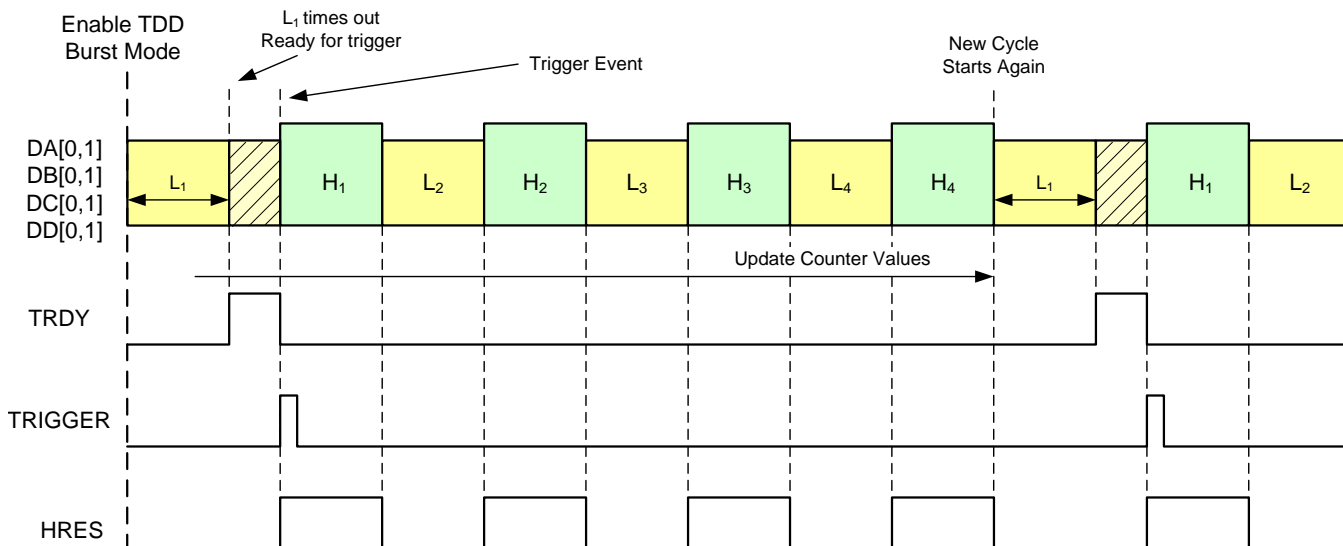 Enable TDD
Burst Mode
L1 times out
Ready for trigger
Trigger Event
New Cycle
Starts Again
DA[0,1]
DB[0,1]
DC[0,1]
DD[0,1]
L1 H1 L2 H2 L3 H3 L4 H4 L1 H1 L2
Update Counter Values
TRDY
TRIGGER
HRES